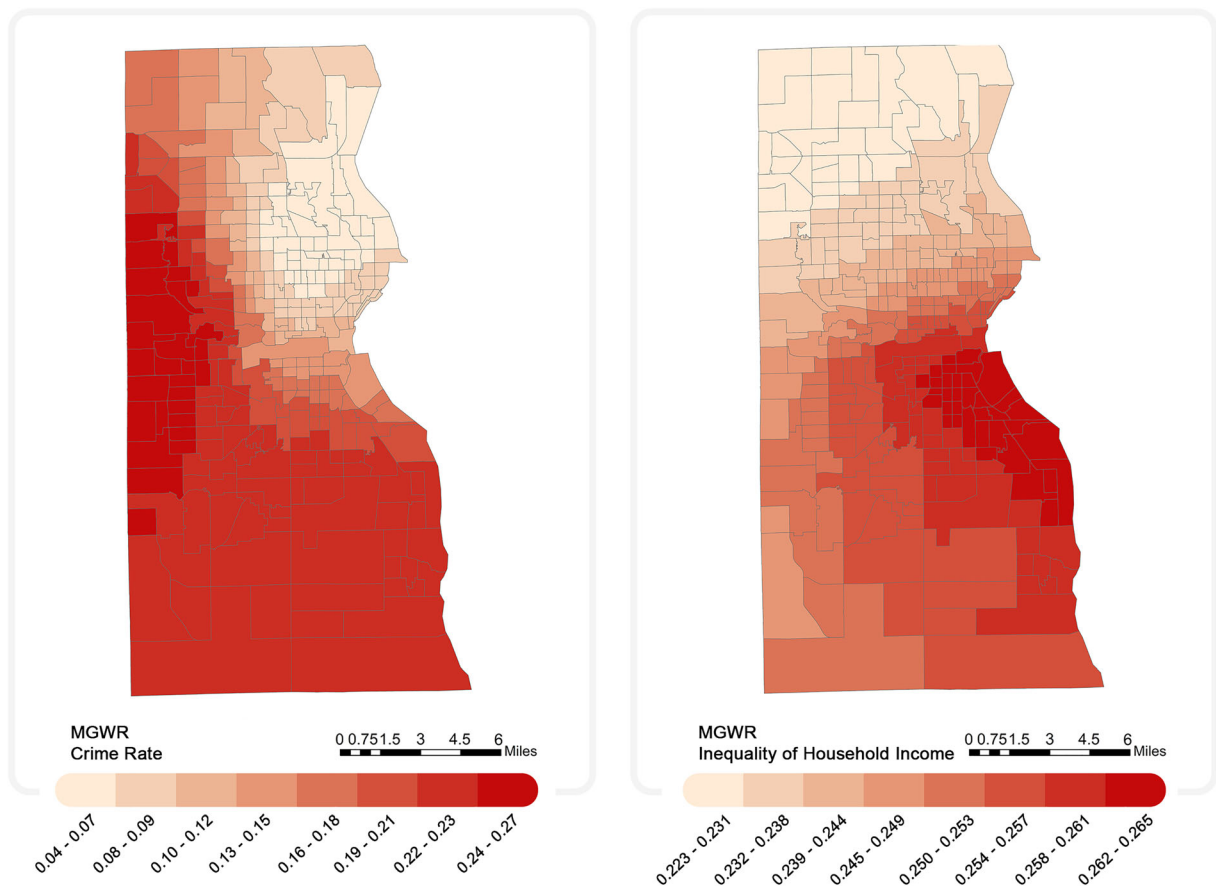 MGWR
Crime Rate
0 0.75 1.5 3 4.5 6
Miles
0.04 - 0.07
0.08 - 0.09
0.10 - 0.12
0.13 - 0.15
0.16 - 0.18
0.19 - 0.21
0.22 - 0.23
0.24 - 0.27
MGWR
Inequality of Household Income
0 0.75 1.5 3 4.5 6
Miles
0.223 - 0.231
0.232 - 0.238
0.239 - 0.244
0.245 - 0.249
0.250 - 0.253
0.254 - 0.257
0.258 - 0.261
0.262 - 0.265